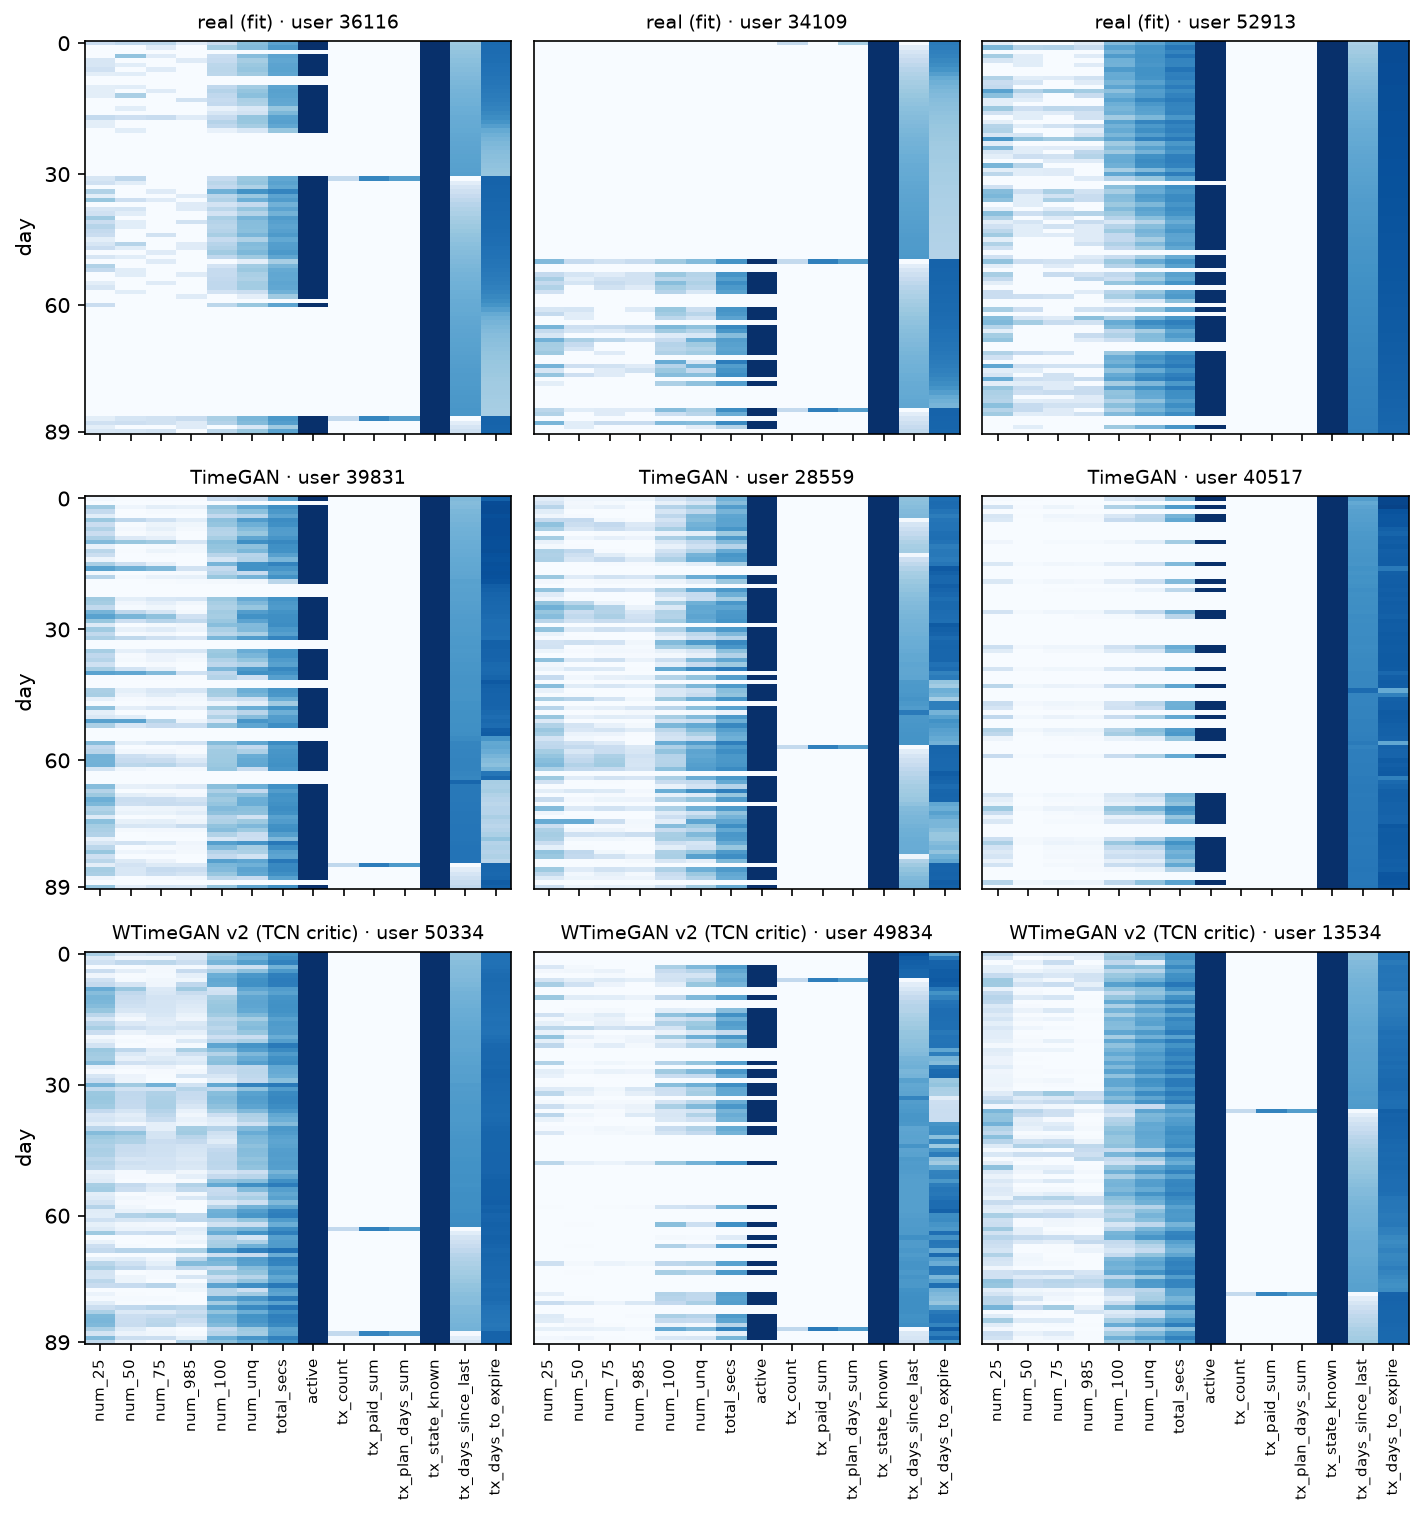 real (fit) · user 36116
real (fit) · user 34109
real (fit) · user 52913
0
30
60
89
day
TimeGAN · user 39831
TimeGAN · user 28559
TimeGAN · user 40517
0
30
60
89
day
WTimeGAN v2 (TCN critic) · user 50334
WTimeGAN v2 (TCN critic) · user 49834
WTimeGAN v2 (TCN critic) · user 13534
0
30
60
89
day
num_25
num_50
num_75
num_985
num_100
num_unq
total_secs
active
tx_count
tx_paid_sum
tx_plan_days_sum
tx_state_known
tx_days_since_last
tx_days_to_expire
num_25
num_50
num_75
num_985
num_100
num_unq
total_secs
active
tx_count
tx_paid_sum
tx_plan_days_sum
tx_state_known
tx_days_since_last
tx_days_to_expire
num_25
num_50
num_75
num_985
num_100
num_unq
total_secs
active
tx_count
tx_paid_sum
tx_plan_days_sum
tx_state_known
tx_days_since_last
tx_days_to_expire